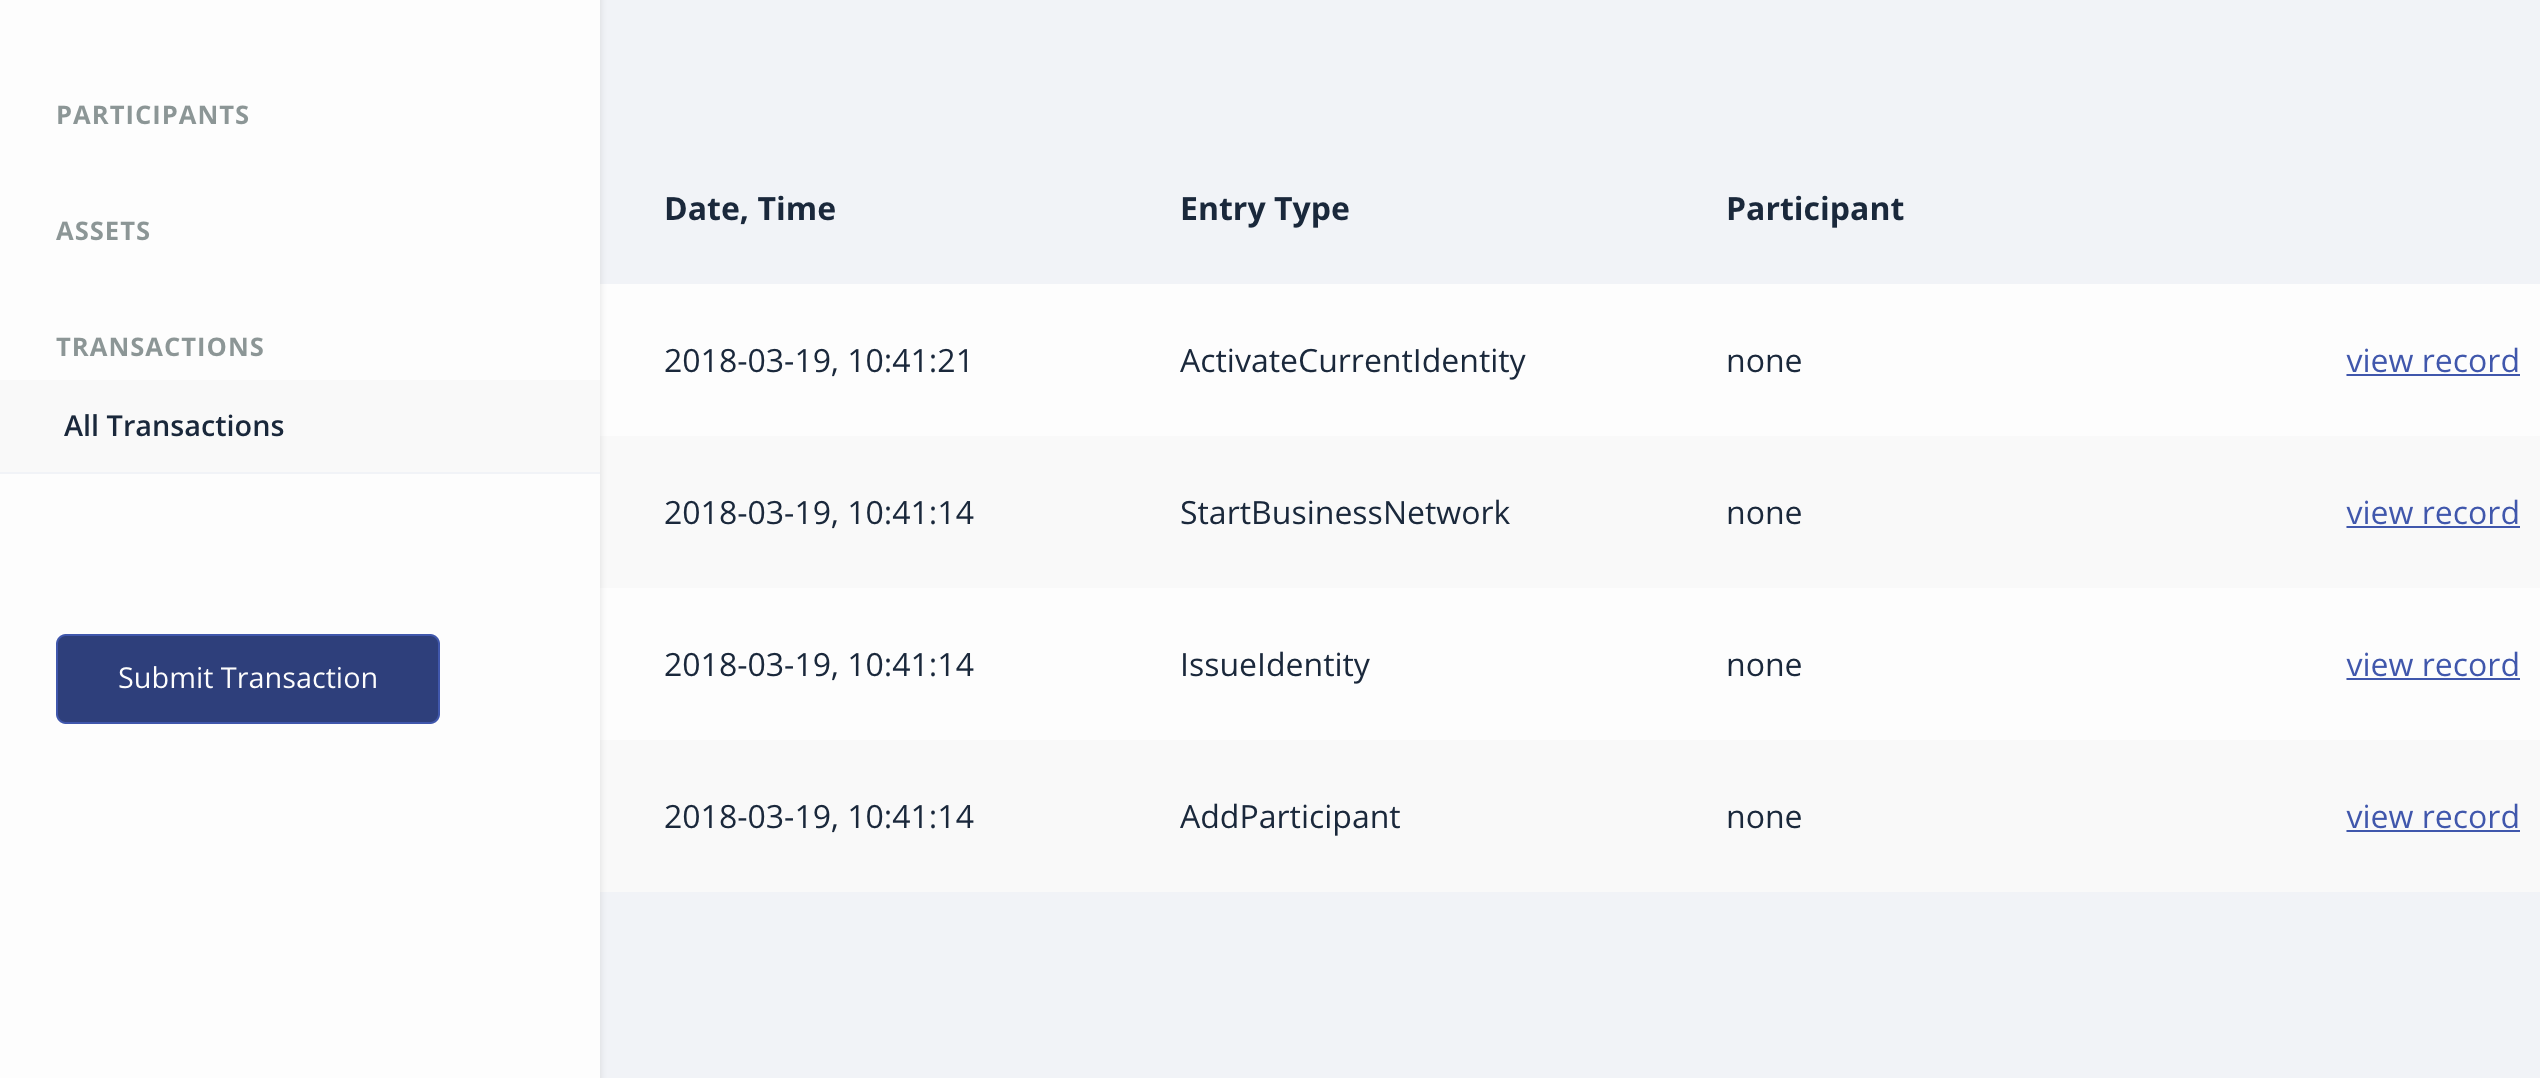 PARTICIPANTS
ASSETS
TRANSACTIONS
All Transactions
Submit Transaction
Date, Time Entry Type Participant
2018-03-19, 10:41:21 ActivateCurrentIdentity none view record
2018-03-19, 10:41:14 StartBusinessNetwork none view record
2018-03-19, 10:41:14 IssueIdentity none view record
2018-03-19, 10:41:14 AddParticipant none view record